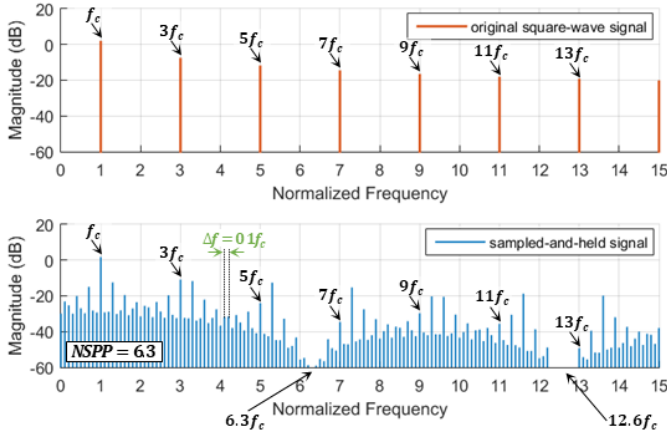 20
0
-20
-40
-60
Magnitude (dB)
f_c
3f_c
5f_c
7f_c
9f_c
11f_c
13f_c
original square-wave signal
0 1 2 3 4 5 6 7 8 9 10 11 12 13 14 15
Normalized Frequency
20
0
-20
-40
-60
Magnitude (dB)
f_c
3f_c
Δf = 0 1f_c
5f_c
7f_c
9f_c
11f_c
13f_c
sampled-and-held signal
NSPP = 6.3
0 1 2 3 4 5 6 7 8 9 10 11 12 13 14 15
Normalized Frequency
6.3f_c
12.6f_c